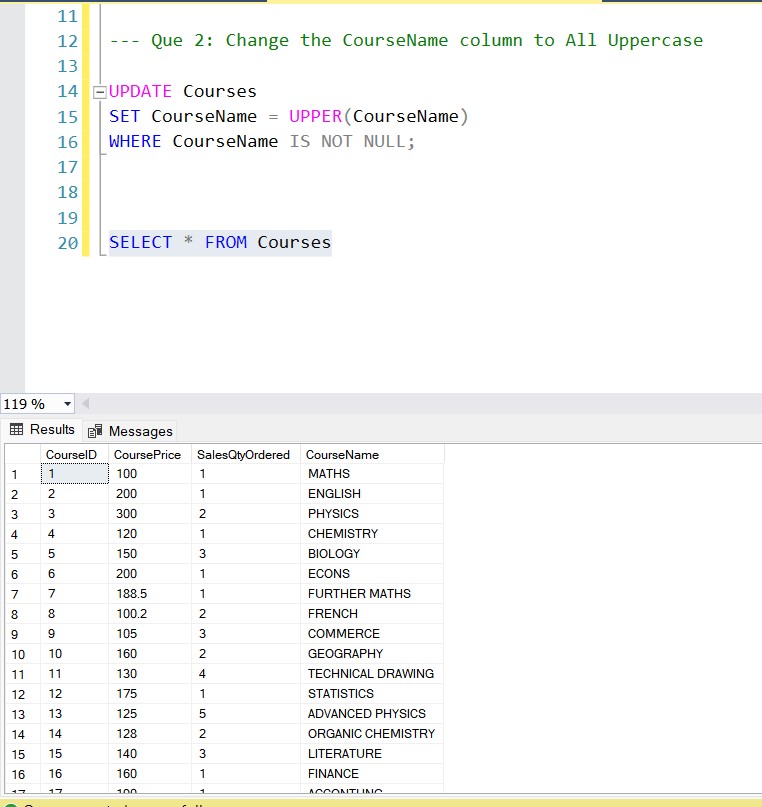 11
12 --- Que 2: Change the CourseName column to All Uppercase
13
14 UPDATE Courses
15 SET CourseName = UPPER(CourseName)
16 WHERE CourseName IS NOT NULL;
17
18
19
20 SELECT * FROM Courses
119 %
Results Messages
CourseID CoursePrice SalesQtyOrdered CourseName
1 1 100 1 MATHS
2 2 200 1 ENGLISH
3 3 300 2 PHYSICS
4 4 120 1 CHEMISTRY
5 5 150 3 BIOLOGY
6 6 200 1 ECONS
7 7 188.5 1 FURTHER MATHS
8 8 100.2 2 FRENCH
9 9 105 3 COMMERCE
10 10 160 2 GEOGRAPHY
11 11 130 4 TECHNICAL DRAWING
12 12 175 1 STATISTICS
13 13 125 5 ADVANCED PHYSICS
14 14 128 2 ORGANIC CHEMISTRY
15 15 140 3 LITERATURE
16 16 160 1 FINANCE
17 17